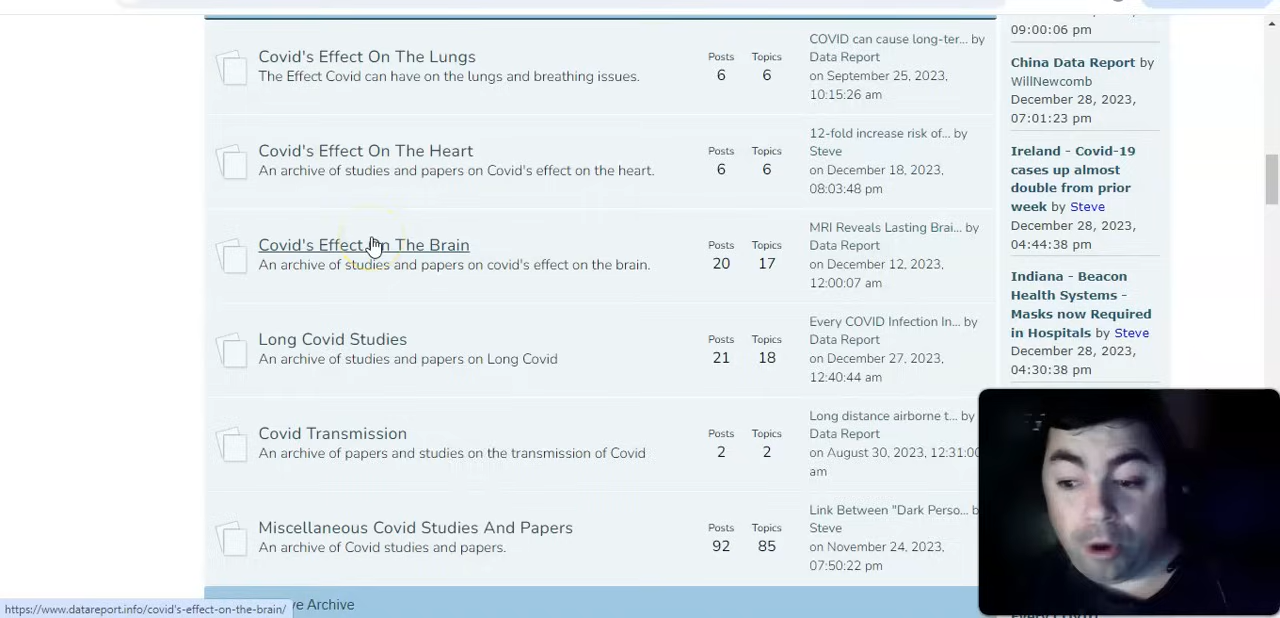 Covid's Effect On The Lungs
The Effect Covid can have on the lungs and breathing issues.
Posts
6
Topics
6
COVID can cause long-ter... by
Data Report
on September 25, 2023,
10:15:26 am
Covid's Effect On The Heart
An archive of studies and papers on Covid's effect on the heart.
Posts
6
Topics
6
12-fold increase risk of... by
Steve
on December 18, 2023,
08:03:48 pm
Covid's Effect On The Brain
An archive of studies and papers on covid's effect on the brain.
Posts
20
Topics
17
MRI Reveals Lasting Brai... by
Data Report
on December 12, 2023,
12:00:07 am
Long Covid Studies
An archive of studies and papers on Long Covid
Posts
21
Topics
18
Every COVID Infection In... by
Data Report
on December 27, 2023,
12:40:44 am
Covid Transmission
An archive of papers and studies on the transmission of Covid
Posts
2
Topics
2
Long distance airborne t... by
Data Report
on August 30, 2023, 12:31:00
am
Miscellaneous Covid Studies And Papers
An archive of Covid studies and papers.
Posts
92
Topics
85
Link Between "Dark Perso... b
Steve
on November 24, 2023,
07:50:22 pm
ve Archive
https://www.datareport.info/covid's-effect-on-the-brain/
09:00:06 pm
China Data Report by
WillNewcomb
December 28, 2023,
07:01:23 pm
Ireland - Covid-19
cases up almost
double from prior
week by Steve
December 28, 2023,
04:44:38 pm
Indiana - Beacon
Health Systems -
Masks now Required
in Hospitals by Steve
December 28, 2023,
04:30:38 pm